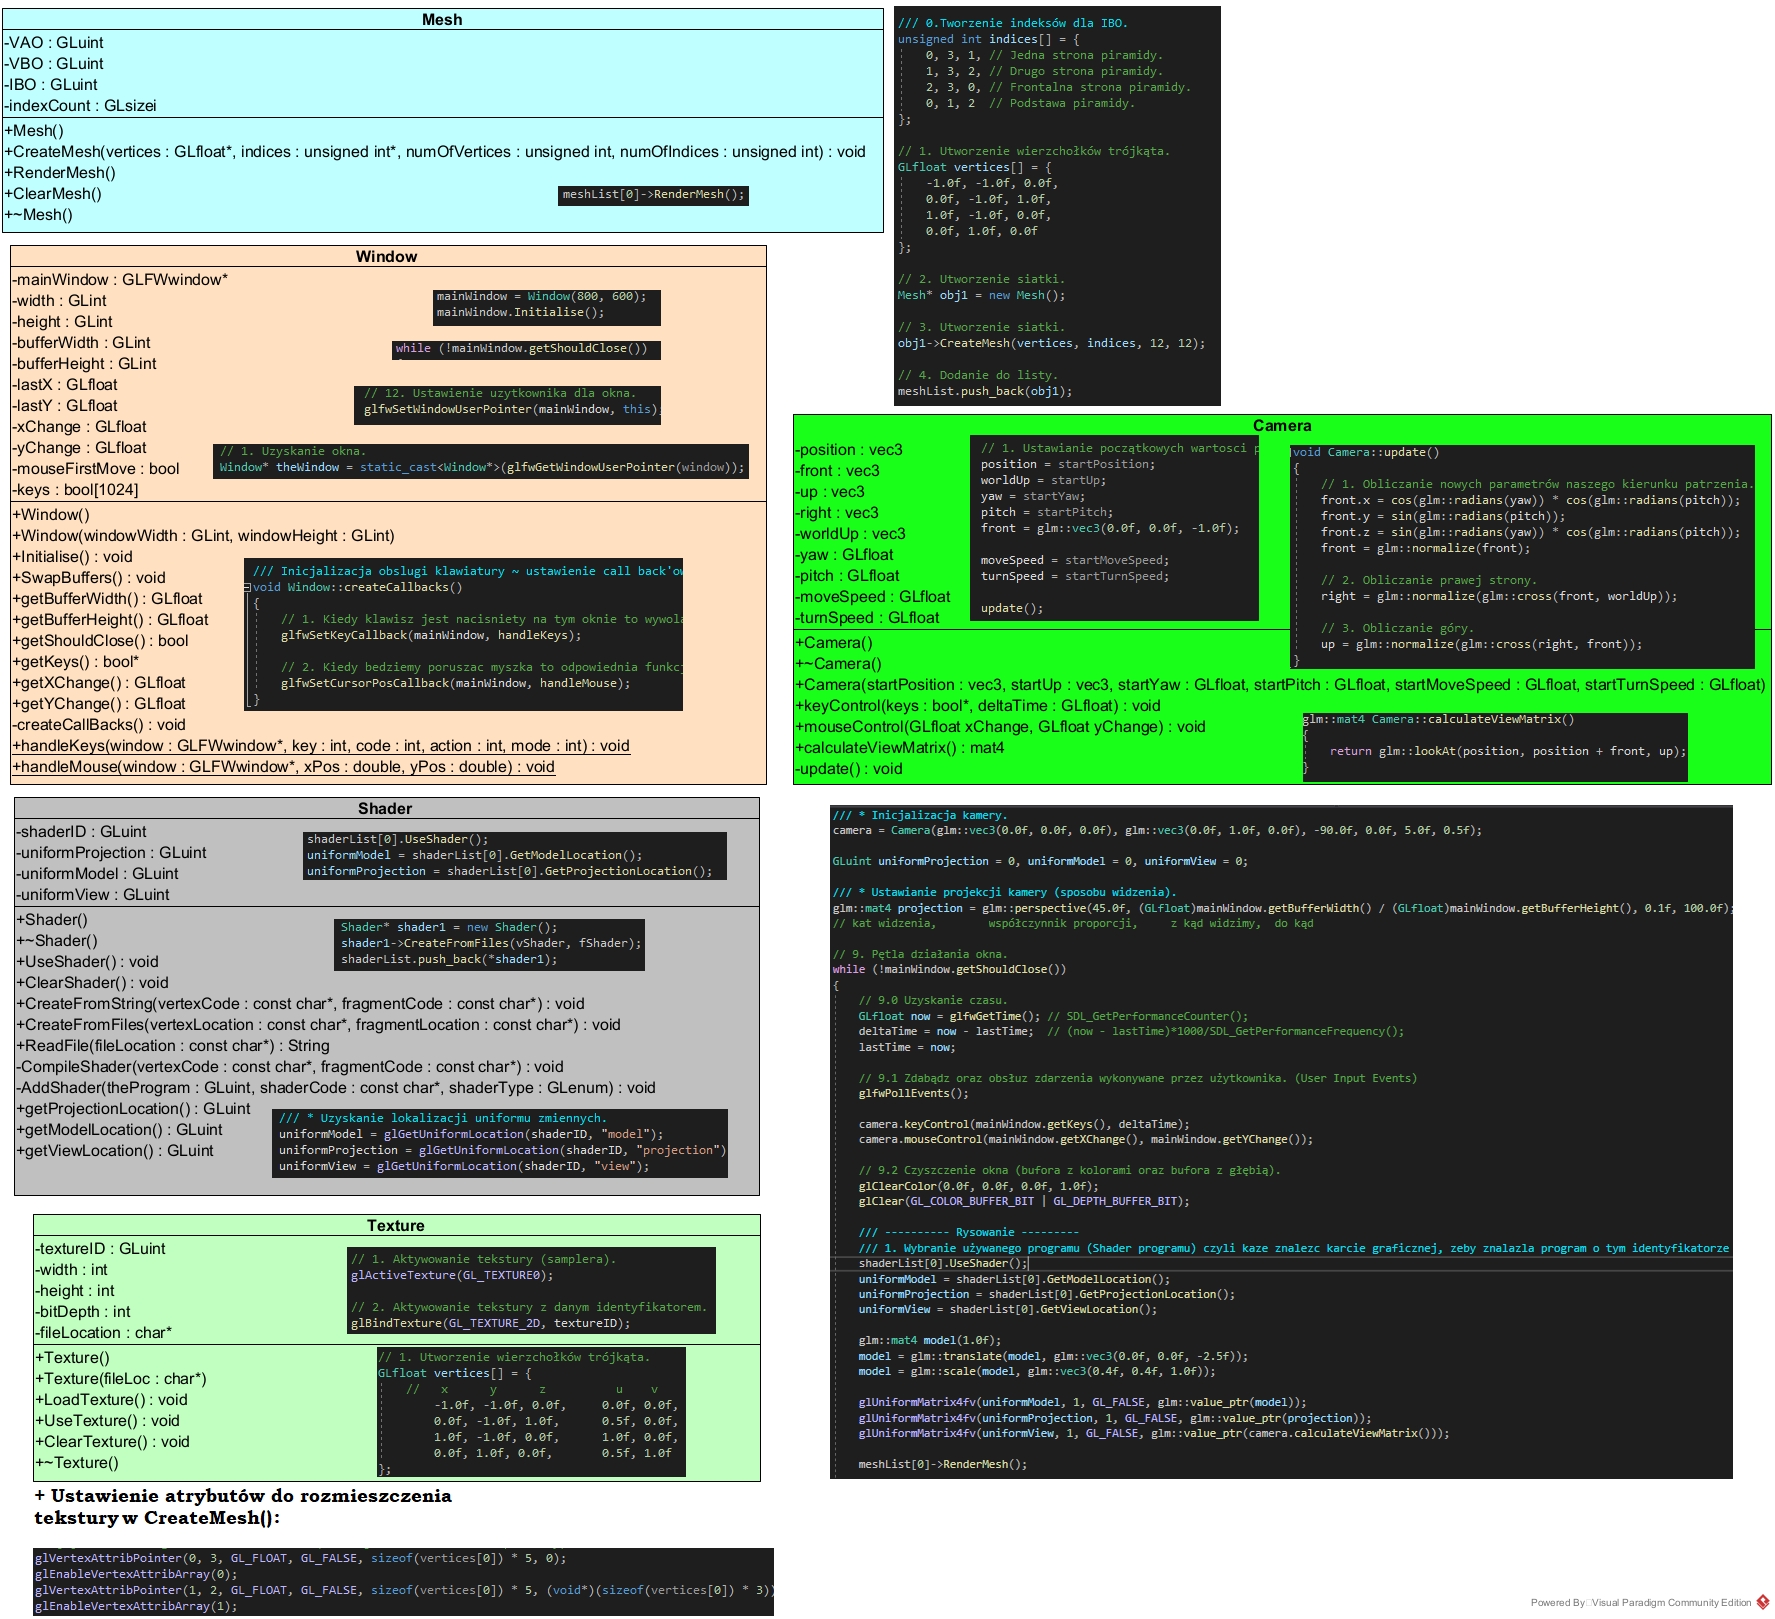 Mesh
-VAO : GLuint
-VBO : GLuint
-IBO : GLuint
-indexCount : GLsizei
+Mesh()
+CreateMesh(vertices : GLfloat*, indices : unsigned int*, numOfVertices : unsigned int, numOfIndices : unsigned int) : void
+RenderMesh()
+ClearMesh()
+~Mesh()
meshList[0]->RenderMesh();
/// 0.Tworzenie indeksów dla IBO.
unsigned int indices[] = {
0, 3, 1, // Jedna strona piramidy.
1, 3, 2, // Drugo strona piramidy.
2, 3, 0, // Frontalna strona piramidy.
0, 1, 2 // Podstawa piramidy.
};
// 1. Utworzenie wierzchołków trójkąta.
GLfloat vertices[] = {
-1.0f, -1.0f, 0.0f,
0.0f, -1.0f, 1.0f,
1.0f, -1.0f, 0.0f,
0.0f, 1.0f, 0.0f
};
// 2. Utworzenie siatki.
Mesh* obj1 = new Mesh();
// 3. Utworzenie siatki.
obj1->CreateMesh(vertices, indices, 12, 12);
// 4. Dodanie do listy.
meshList.push_back(obj1);
Window
-mainWindow : GLFWwindow*
-width : GLint
-height : GLint
-bufferWidth : GLint
-bufferHeight : GLint
-lastX : GLfloat
-lastY : GLfloat
-xChange : GLfloat
-yChange : GLfloat
-mouseFirstMove : bool
-keys : bool[1024]
mainWindow = Window(800, 600);
mainWindow.Initialise();
while (!mainWindow.getShouldClose())
// 12. Ustawienie uzytkownika dla okna.
glfwSetWindowUserPointer(mainWindow, this);
// 1. Uzyskanie okna.
Window* theWindow = static_cast<Window*>(glfwGetWindowUserPointer(window));
+Window()
+Window(windowWidth : GLint, windowHeight : GLint)
+Initialise() : void
+SwapBuffers() : void
+getBufferWidth() : GLfloat
+getBufferHeight() : GLfloat
+getShouldClose() : bool
+getKeys() : bool*
+getXChange() : GLfloat
+getYChange() : GLfloat
-createCallBacks() : void
+handleKeys(window : GLFWwindow*, key : int, code : int, action : int, mode : int) : void
+handleMouse(window : GLFWwindow*, xPos : double, yPos : double) : void
/// Inicjalizacja obslugi klawiatury ~ ustawienie call back'ow
void Window::createCallbacks()
{
// 1. Kiedy klawisz jest nacisniety na tym oknie to wywola
glfwSetKeyCallback(mainWindow, handleKeys);
// 2. Kiedy bedziemy poruszac myszka to odpowiednia funkc
glfwSetCursorPosCallback(mainWindow, handleMouse);
}
Camera
-position : vec3
-front : vec3
-up : vec3
-right : vec3
-worldUp : vec3
-yaw : GLfloat
-pitch : GLfloat
-moveSpeed : GLfloat
-turnSpeed : GLfloat
// 1. Ustawianie początkowych wartosci p
position = startPosition;
worldUp = startUp;
yaw = startYaw;
pitch = startPitch;
front = glm::vec3(0.0f, 0.0f, -1.0f);
moveSpeed = startMoveSpeed;
turnSpeed = startTurnSpeed;
update();
void Camera::update()
{
// 1. Obliczanie nowych parametrów naszego kierunku patrzenia.
front.x = cos(glm::radians(yaw)) * cos(glm::radians(pitch));
front.y = sin(glm::radians(pitch));
front.z = sin(glm::radians(yaw)) * cos(glm::radians(pitch));
front = glm::normalize(front);
// 2. Obliczanie prawej strony.
right = glm::normalize(glm::cross(front, worldUp));
// 3. Obliczanie góry.
up = glm::normalize(glm::cross(right, front));
}
+Camera()
+~Camera()
+Camera(startPosition : vec3, startUp : vec3, startYaw : GLfloat, startPitch : GLfloat, startMoveSpeed : GLfloat, startTurnSpeed : GLfloat)
+keyControl(keys : bool*, deltaTime : GLfloat) : void
+mouseControl(GLfloat xChange, GLfloat yChange) : void
+calculateViewMatrix() : mat4
-update() : void
glm::mat4 Camera::calculateViewMatrix()
{
return glm::lookAt(position, position + front, up);
}
Shader
-shaderID : GLuint
-uniformProjection : GLuint
-uniformModel : GLuint
-uniformView : GLuint
shaderList[0].UseShader();
uniformModel = shaderList[0].GetModelLocation();
uniformProjection = shaderList[0].GetProjectionLocation();
+Shader()
+~Shader()
+UseShader() : void
+ClearShader() : void
+CreateFromString(vertexCode : const char*, fragmentCode : const char*) : void
+CreateFromFiles(vertexLocation : const char*, fragmentLocation : const char*) : void
+ReadFile(fileLocation : const char*) : String
-CompileShader(vertexCode : const char*, fragmentCode : const char*) : void
-AddShader(theProgram : GLuint, shaderCode : const char*, shaderType : GLenum) : void
+getProjectionLocation() : GLuint
+getModelLocation() : GLuint
+getViewLocation() : GLuint
Shader* shader1 = new Shader();
shader1->CreateFromFiles(vShader, fShader);
shaderList.push_back(*shader1);
/// * Uzyskanie lokalizacji uniformu zmiennych.
uniformModel = glGetUniformLocation(shaderID, "model");
uniformProjection = glGetUniformLocation(shaderID, "projection")
uniformView = glGetUniformLocation(shaderID, "view");
/// * Inicjalizacja kamery.
camera = Camera(glm::vec3(0.0f, 0.0f, 0.0f), glm::vec3(0.0f, 1.0f, 0.0f), -90.0f, 0.0f, 5.0f, 0.5f);
GLuint uniformProjection = 0, uniformModel = 0, uniformView = 0;
/// * Ustawianie projekcji kamery (sposobu widzenia).
glm::mat4 projection = glm::perspective(45.0f, (GLfloat)mainWindow.getBufferWidth() / (GLfloat)mainWindow.getBufferHeight(), 0.1f, 100.0f);
// kat widzenia, współczynnik proporcji, z kąd widzimy, do kąd
// 9. Pętla działania okna.
while (!mainWindow.getShouldClose())
{
// 9.0 Uzyskanie czasu.
GLfloat now = glfwGetTime(); // SDL_GetPerformanceCounter();
deltaTime = now - lastTime; // (now - lastTime)*1000/SDL_GetPerformanceFrequency();
lastTime = now;
// 9.1 Zdabądz oraz obsłuz zdarzenia wykonywane przez użytkownika. (User Input Events)
glfwPollEvents();
camera.keyControl(mainWindow.getKeys(), deltaTime);
camera.mouseControl(mainWindow.getXChange(), mainWindow.getYChange());
// 9.2 Czyszczenie okna (bufora z kolorami oraz bufora z głębią).
glClearColor(0.0f, 0.0f, 0.0f, 1.0f);
glClear(GL_COLOR_BUFFER_BIT | GL_DEPTH_BUFFER_BIT);
/// ---------- Rysowanie ---------
/// 1. Wybranie używanego programu (Shader programu) czyli kaze znalezc karcie graficznej, zeby znalazla program o tym identyfikatorze
shaderList[0].UseShader();
uniformModel = shaderList[0].GetModelLocation();
uniformProjection = shaderList[0].GetProjectionLocation();
uniformView = shaderList[0].GetViewLocation();
glm::mat4 model(1.0f);
model = glm::translate(model, glm::vec3(0.0f, 0.0f, -2.5f));
model = glm::scale(model, glm::vec3(0.4f, 0.4f, 1.0f));
glUniformMatrix4fv(uniformModel, 1, GL_FALSE, glm::value_ptr(model));
glUniformMatrix4fv(uniformProjection, 1, GL_FALSE, glm::value_ptr(projection));
glUniformMatrix4fv(uniformView, 1, GL_FALSE, glm::value_ptr(camera.calculateViewMatrix()));
meshList[0]->RenderMesh();
Texture
-textureID : GLuint
-width : int
-height : int
-bitDepth : int
-fileLocation : char*
// 1. Aktywowanie tekstury (samplera).
glActiveTexture(GL_TEXTURE0);
// 2. Aktywowanie tekstury z danym identyfikatorem.
glBindTexture(GL_TEXTURE_2D, textureID);
+Texture()
+Texture(fileLoc : char*)
+LoadTexture() : void
+UseTexture() : void
+ClearTexture() : void
+~Texture()
// 1. Utworzenie wierzchołków trójkąta.
GLfloat vertices[] = {
// x y z u v
-1.0f, -1.0f, 0.0f, 0.0f, 0.0f,
0.0f, -1.0f, 1.0f, 0.5f, 0.0f,
1.0f, -1.0f, 0.0f, 1.0f, 0.0f,
0.0f, 1.0f, 0.0f, 0.5f, 1.0f
};
+ Ustawienie atrybutów do rozmieszczenia
tekstury w CreateMesh():
glVertexAttribPointer(0, 3, GL_FLOAT, GL_FALSE, sizeof(vertices[0]) * 5, 0);
glEnableVertexAttribArray(0);
glVertexAttribPointer(1, 2, GL_FLOAT, GL_FALSE, sizeof(vertices[0]) * 5, (void*)(sizeof(vertices[0]) * 3))
glEnableVertexAttribArray(1);
Powered By Visual Paradigm Community Edition